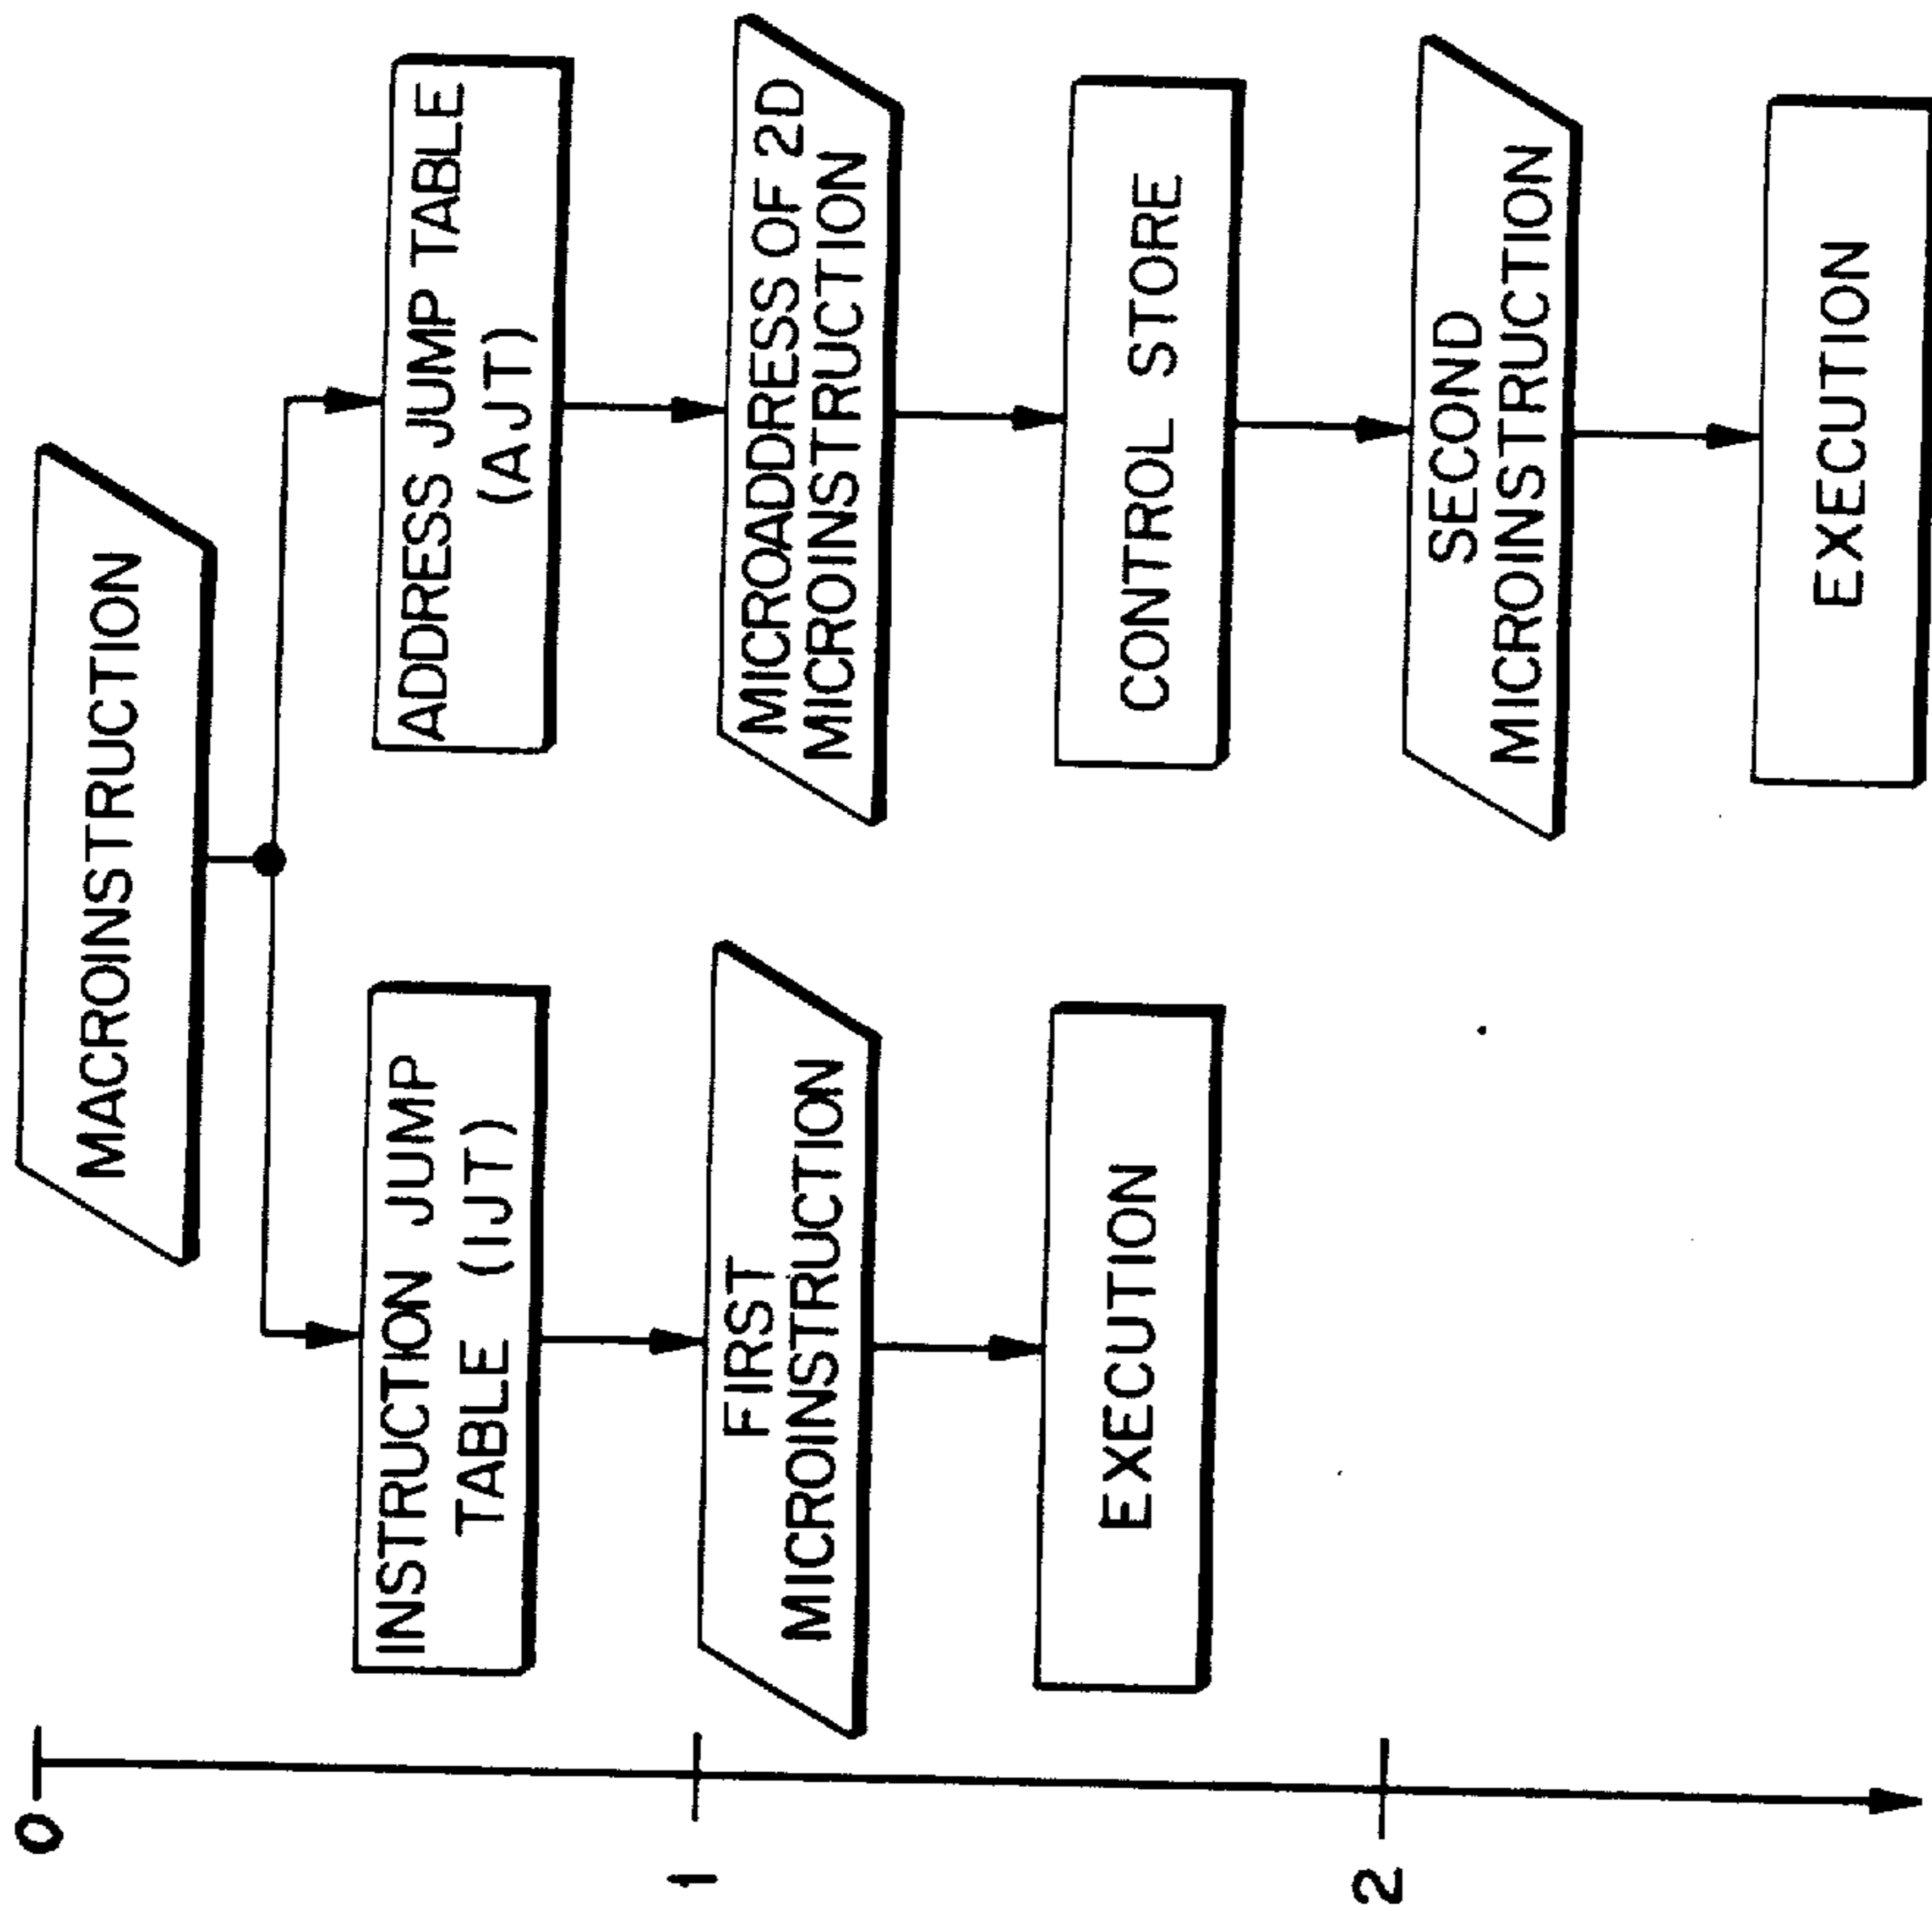 0
1
2
MACROINSTRUCTION
INSTRUCTION JUMP
TABLE (IJT)
FIRST
MICROINSTRUCTION
EXECUTION
ADDRESS JUMP TABLE
(AJT)
MICROADDRESS OF 2D
MICROINSTRUCTION
CONTROL STORE
SECOND
MICROINSTRUCTION
EXECUTION